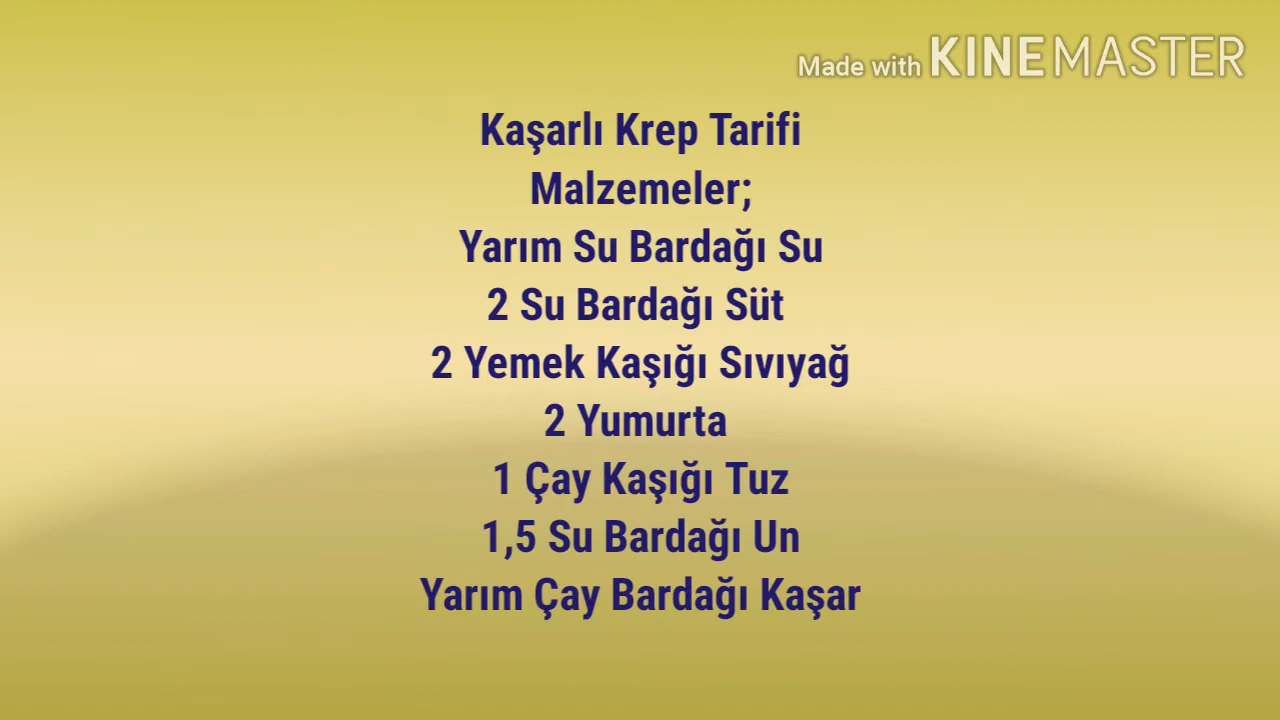 Made with KINEMASTER
Kaşarlı Krep Tarifi
Malzemeler;
Yarım Su Bardağı Su
2 Su Bardağı Süt
2 Yemek Kaşığı Sıvıyağ
2 Yumurta
1 Çay Kaşığı Tuz
1,5 Su Bardağı Un
Yarım Çay Bardağı Kaşar